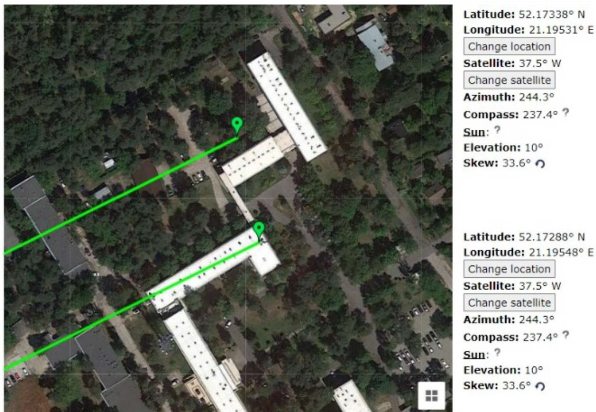 Latitude: 52.17338° N
Longitude: 21.19531° E
Change location
Satellite: 37.5° W
Change satellite
Azimuth: 244.3°
Compass: 237.4° ?
Sun: ?
Elevation: 10°
Skew: 33.6°
Latitude: 52.17288° N
Longitude: 21.19548° E
Change location
Satellite: 37.5° W
Change satellite
Azimuth: 244.3°
Compass: 237.4° ?
Sun: ?
Elevation: 10°
Skew: 33.6°